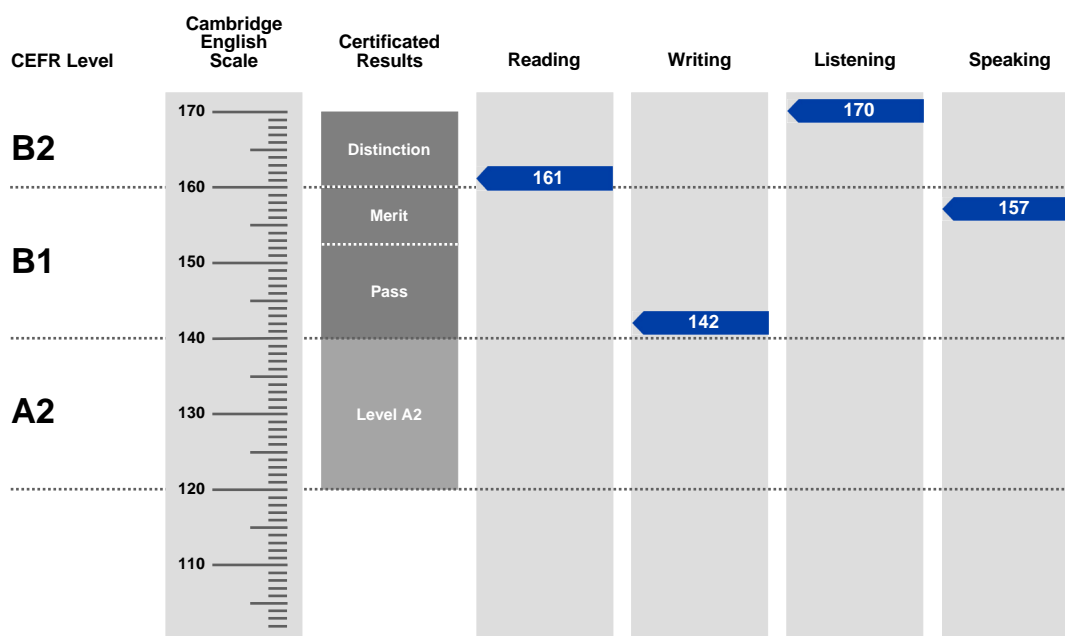 Cambridge
English
Scale
Certificated
Results
CEFR Level
Reading
Writing
Listening
Speaking
170
170
B2
Distinction
161
160
157
Merit
B1
150
Pass
142
140
A2
130
Level A2
120
110